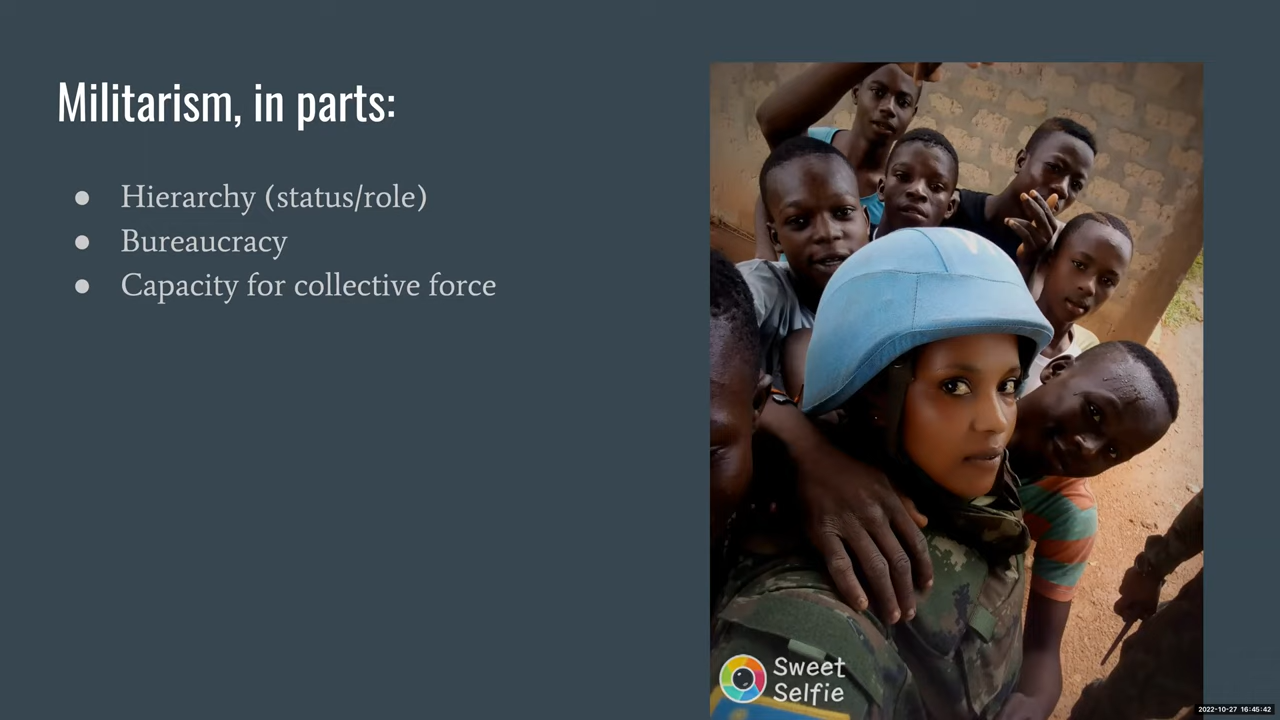 Militarism, in parts:
● Hierarchy (status/role)
● Bureaucracy
● Capacity for collective force
Sweet
Selfie
2022-10-27 16:45:42